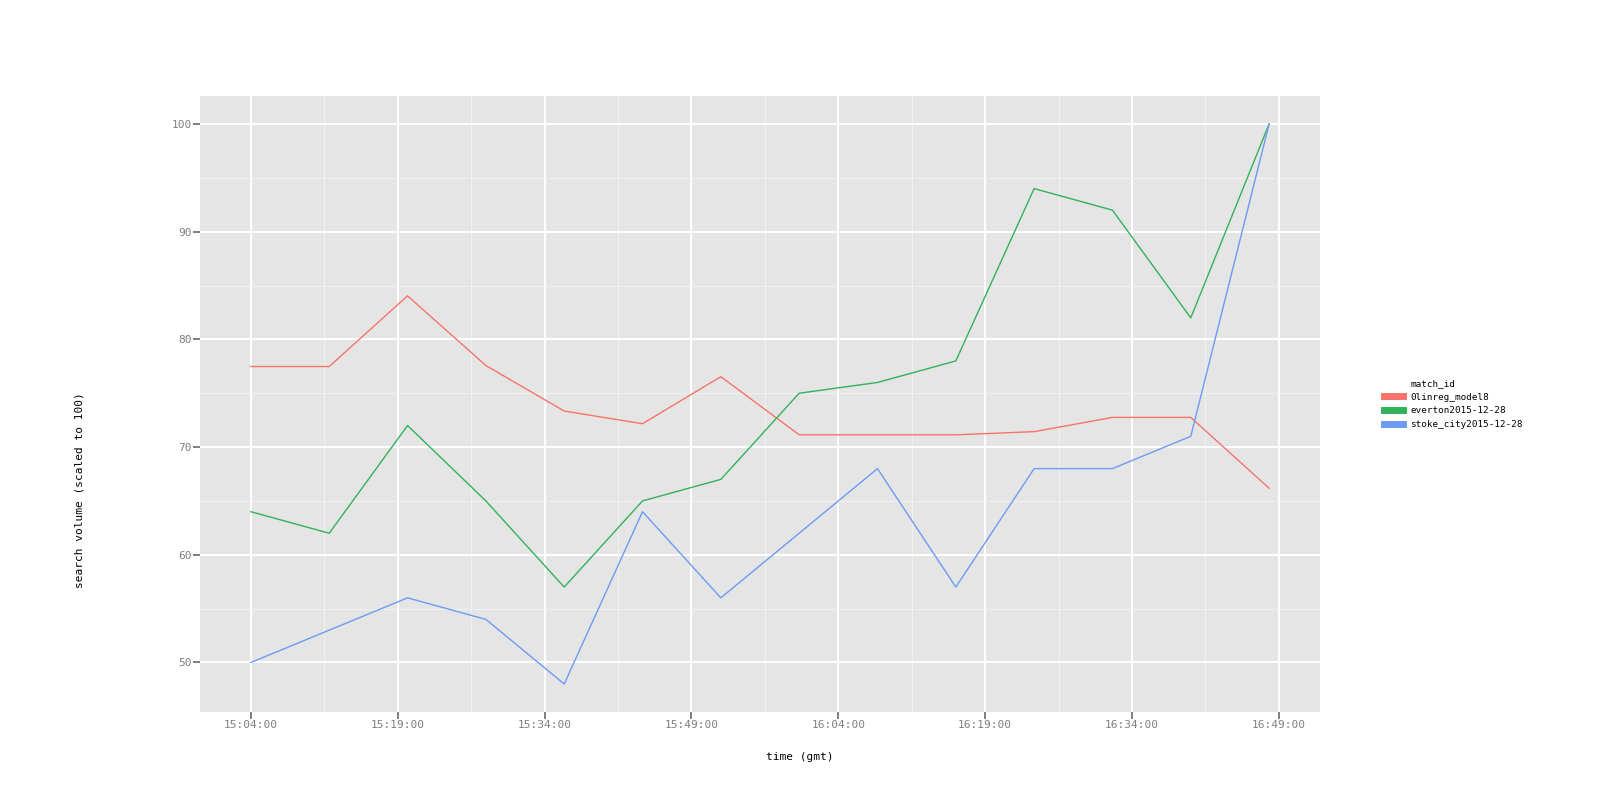 100
90
80
70
60
50
search volume (scaled to 100)
15:04:00 15:19:00 15:34:00 15:49:00 16:04:00 16:19:00 16:34:00 16:49:00
time (gmt)
match_id
0linreg_model8
everton2015-12-28
stoke_city2015-12-28